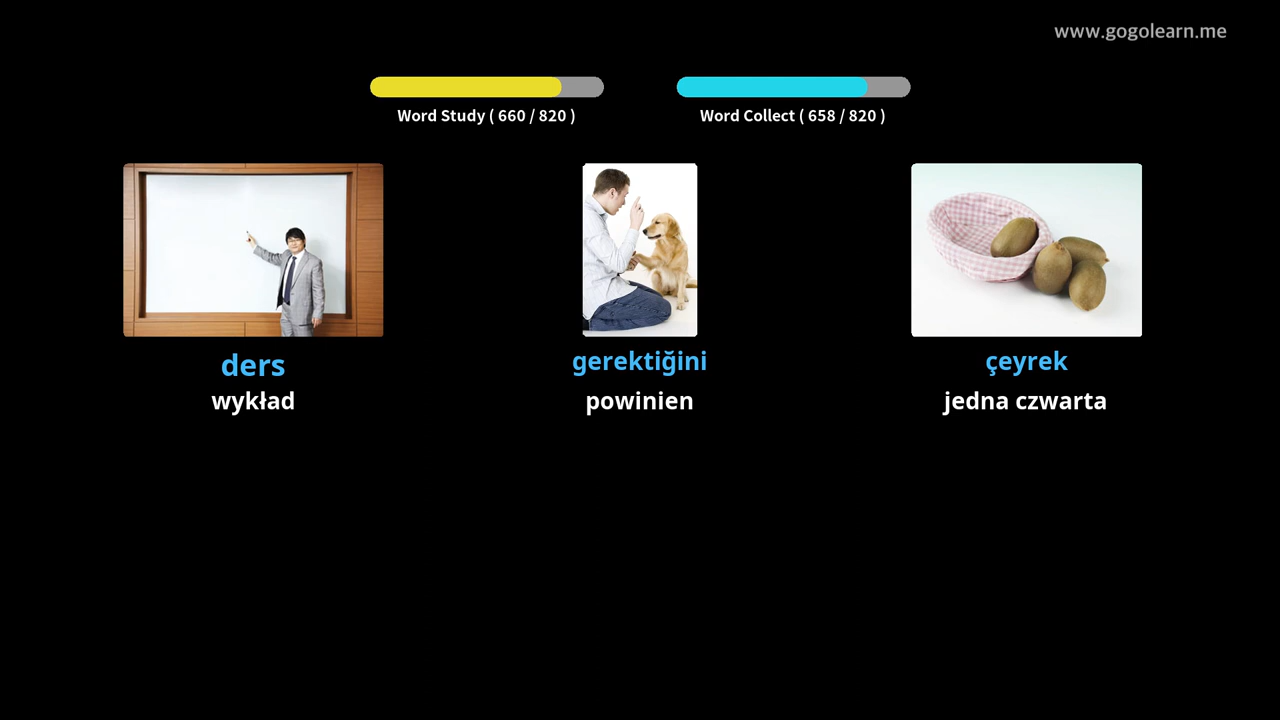 www.gogolearn.me
Word Study ( 660 / 820 )
Word Collect ( 658 / 820 )
ders
wykład
gerektiğini
powinien
çeyrek
jedna czwarta